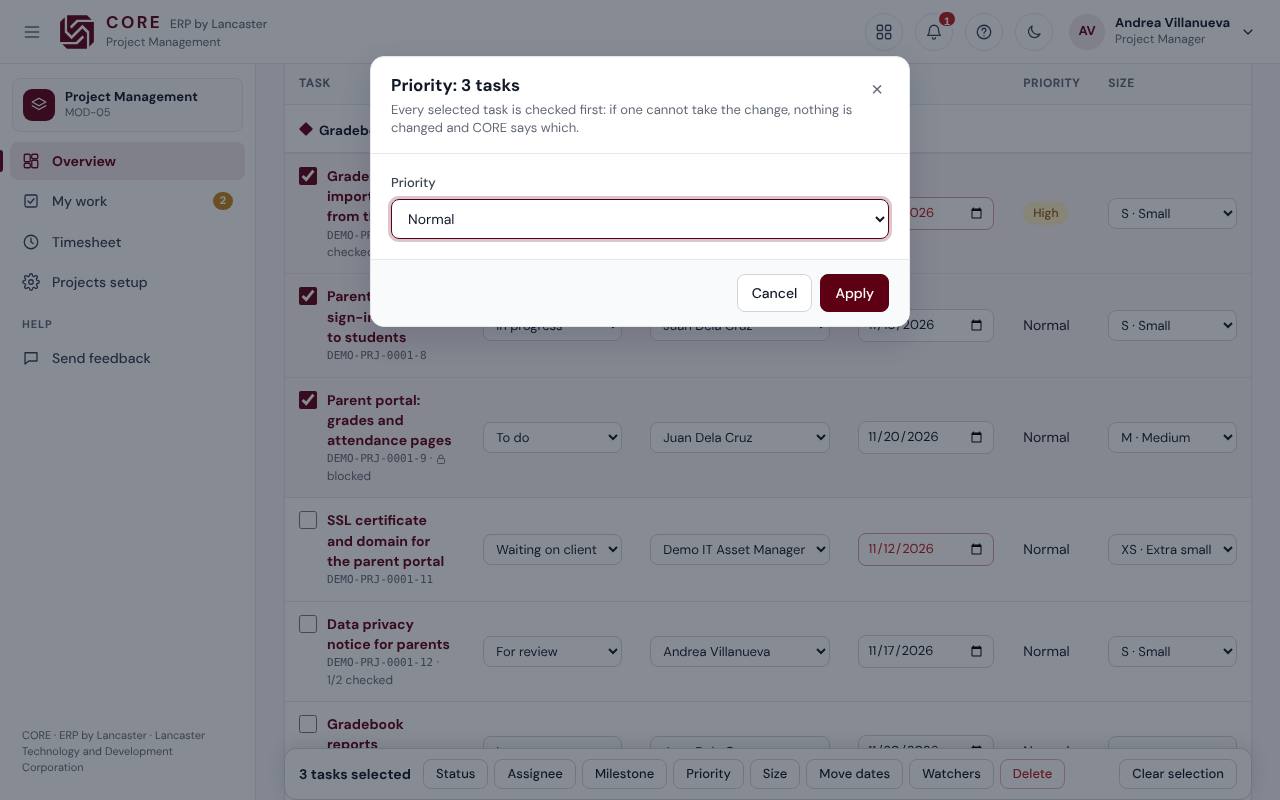 CORE ERP by Lancaster
Project Management
1
AV
Andrea Villanueva
Project Manager
Project Management
MOD-05
Overview
My work
2
Timesheet
Projects setup
HELP
Send feedback
CORE · ERP by Lancaster · Lancaster
Technology and Development
Corporation
Priority: 3 tasks
Every selected task is checked first: if one cannot take the change, nothing is
changed and CORE says which.
Priority
Normal
Cancel Apply
TASK PRIORITY SIZE
High S · Small
DEMO-PRJ-0001-8
to students
Normal S · Small
Parent portal:
grades and
attendance pages
DEMO-PRJ-0001-9 ·
blocked
To do Juan Dela Cruz 11/20/2026 Normal M · Medium
SSL certificate
and domain for
the parent portal
DEMO-PRJ-0001-11
Waiting on client Demo IT Asset Manager 11/12/2026 Normal XS · Extra small
Data privacy
notice for parents
DEMO-PRJ-0001-12 ·
1/2 checked
For review Andrea Villanueva 11/17/2026 Normal S · Small
Gradebook
reports
3 tasks selected Status Assignee Milestone Priority Size Move dates Watchers Delete Clear selection